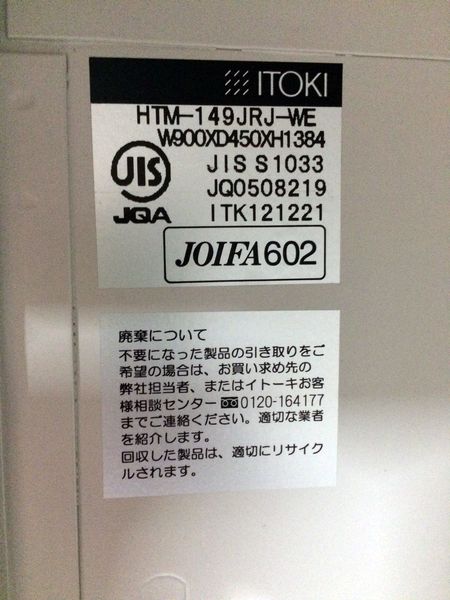 ITOKI
HTM-149JRJ-WE
W900XD450XH1384
JIS
JIS S1033
JQ0508219
JQA
ITK121221
JOIFA602
廃棄について
不要になった製品の引き取りをご
希望の場合は、お買い求め先の
弊社担当者、またはイトーキお客
様相談センター 0120-164177
までご連絡ください。適切な業者
を紹介します。
回収した製品は、適切にリサイク
ルされます。